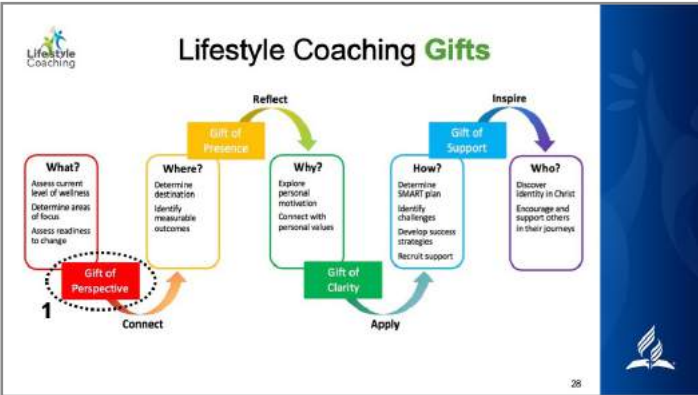 Lifestyle
Coaching
Lifestyle Coaching Gifts
Reflect
Inspire
Gift of
Presence
Gift of
Support
What?
Assess current
level of wellness
Determine areas
of focus
Assess readiness
to change
Where?
Determine
destination
Identify
measurable
outcomes
Why?
Explore
personal
motivation
Connect with
personal values
How?
Determine
SMART plan
Identify
challenges
Develop success
strategies
Recruit support
Who?
Discover
identity in Christ
Encourage and
support others
in their journeys
Gift of
Perspective
Gift of
Clarity
1
Connect
Apply
28